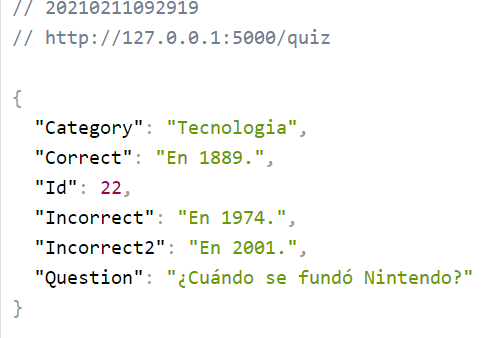 // 20210211092919
// http://127.0.0.1:5000/quiz
{
"Category": "Tecnologia",
"Correct": "En 1889.",
"Id": 22,
"Incorrect": "En 1974.",
"Incorrect2": "En 2001.",
"Question": "¿Cuándo se fundó Nintendo?"
}